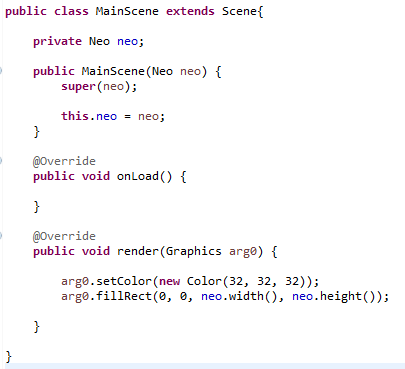 public class MainScene extends Scene{
private Neo neo;
public MainScene(Neo neo) {
super(neo);
this.neo = neo;
}
@Override
public void onLoad() {
}
@Override
public void render(Graphics arg0) {
arg0.setColor(new Color(32, 32, 32));
arg0.fillRect(0, 0, neo.width(), neo.height());
}
}